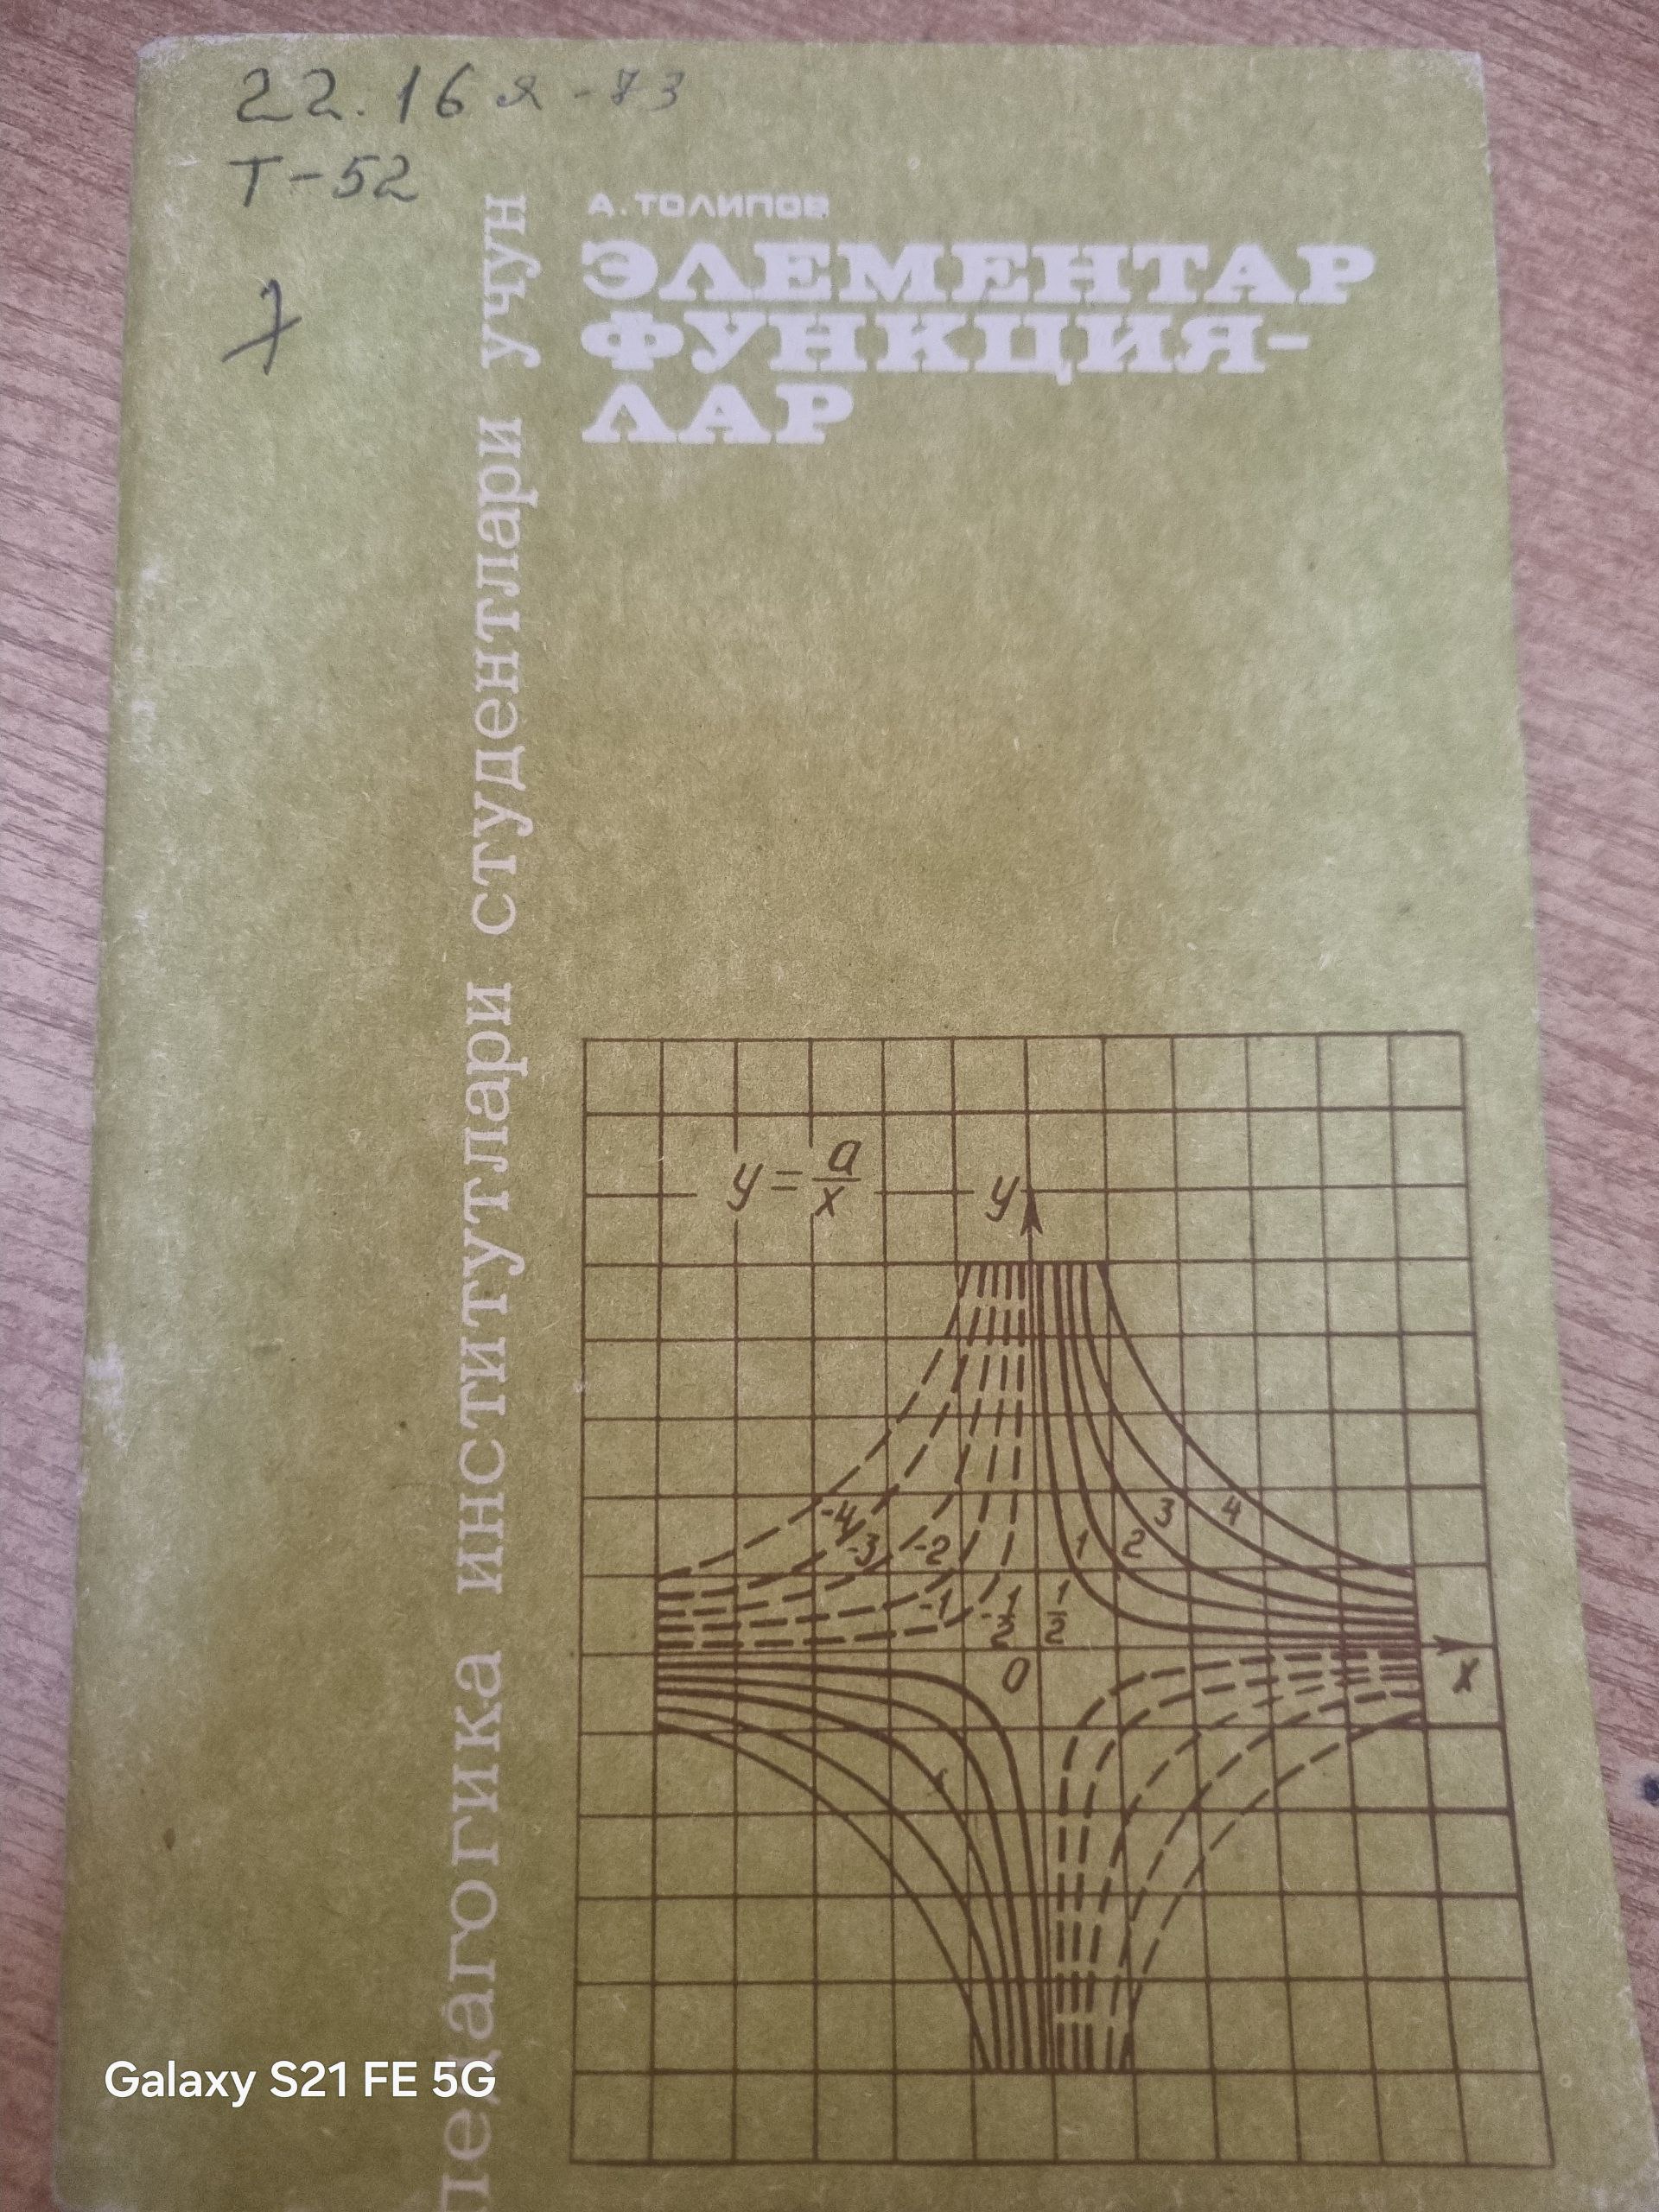 22.16я-73
Т-52
А. ТОЛИПОВ
ЭЛЕМЕНТАР
ФУНКЦИЯ-
ЛАР
педагогика институтлари студентлари учун
y = a/x
y
-4
-3
-2
-1
-1/2
1/2
1
2
3
4
0
x
Galaxy S21 FE 5G